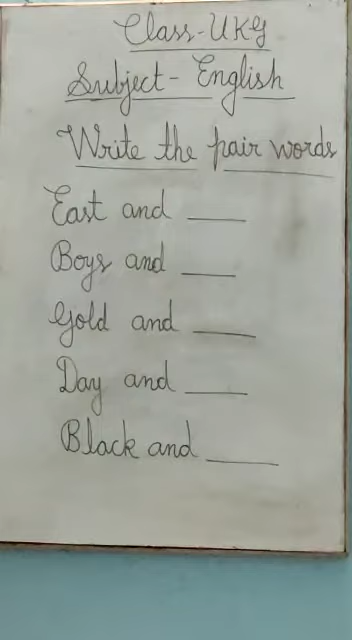 Class-UKG
Subject- English
Write the pair words
East and ____
Boys and ____
Gold and ____
Day and ____
Black and ____